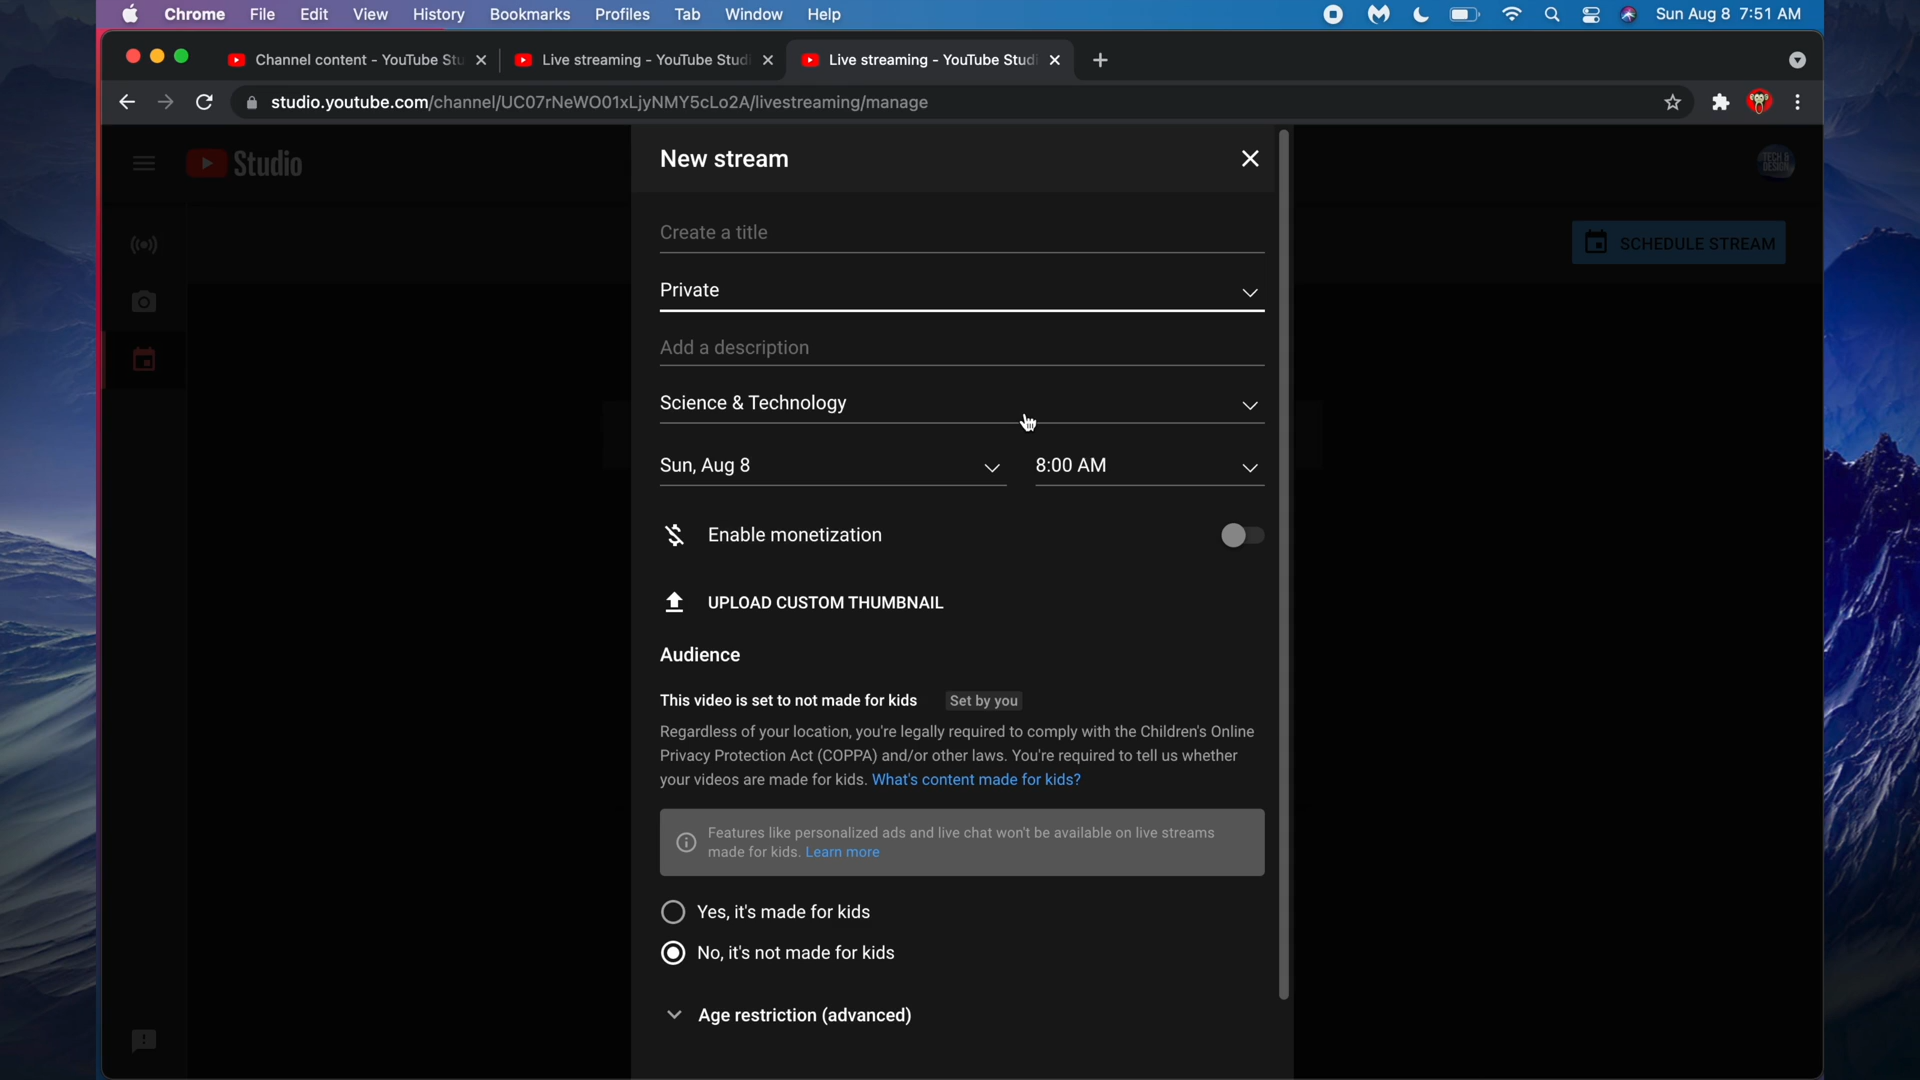 Chrome File Edit View History Bookmarks Profiles Tab Window Help Sun Aug 8 7:51 AM
Channel content - YouTube Stu Live streaming - YouTube Studi Live streaming - YouTube Studi
studio.youtube.com/channel/UC07rNeWO01xLjyNMY5cLo2A/livestreaming/manage
Studio
New stream
TECH &
DESIGN
Create a title
SCHEDULE STREAM
Private
Add a description
Science & Technology
Sun, Aug 8 8:00 AM
Enable monetization
UPLOAD CUSTOM THUMBNAIL
Audience
This video is set to not made for kids Set by you
Regardless of your location, you're legally required to comply with the Children's Online
Privacy Protection Act (COPPA) and/or other laws. You're required to tell us whether
your videos are made for kids. What's content made for kids?
Features like personalized ads and live chat won't be available on live streams
made for kids. Learn more
Yes, it's made for kids
No, it's not made for kids
Age restriction (advanced)